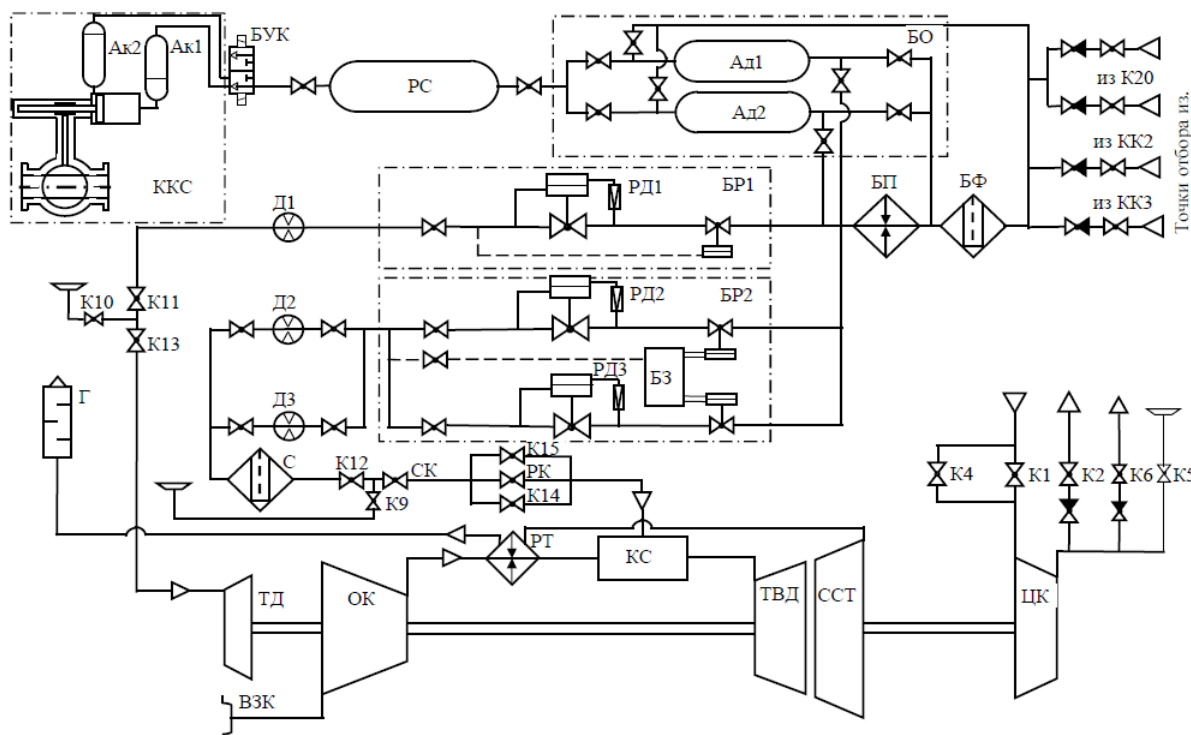 Ак2
Ак1
БУК
РС
БО
Ад1
Ад2
из К20
из КК2
из КК3
Точки отбора из.
ККС
Д1
РД1
БР1
БП
БФ
К10
К11
К13
Д2
РД2
БР2
РД3
БЗ
Г
Д3
С
К12
СК
К15
РК
К14
К9
К4
К1
К2
К6
К5
РТ
КС
ТД
ОК
ТВД
ССТ
ЦК
ВЗК